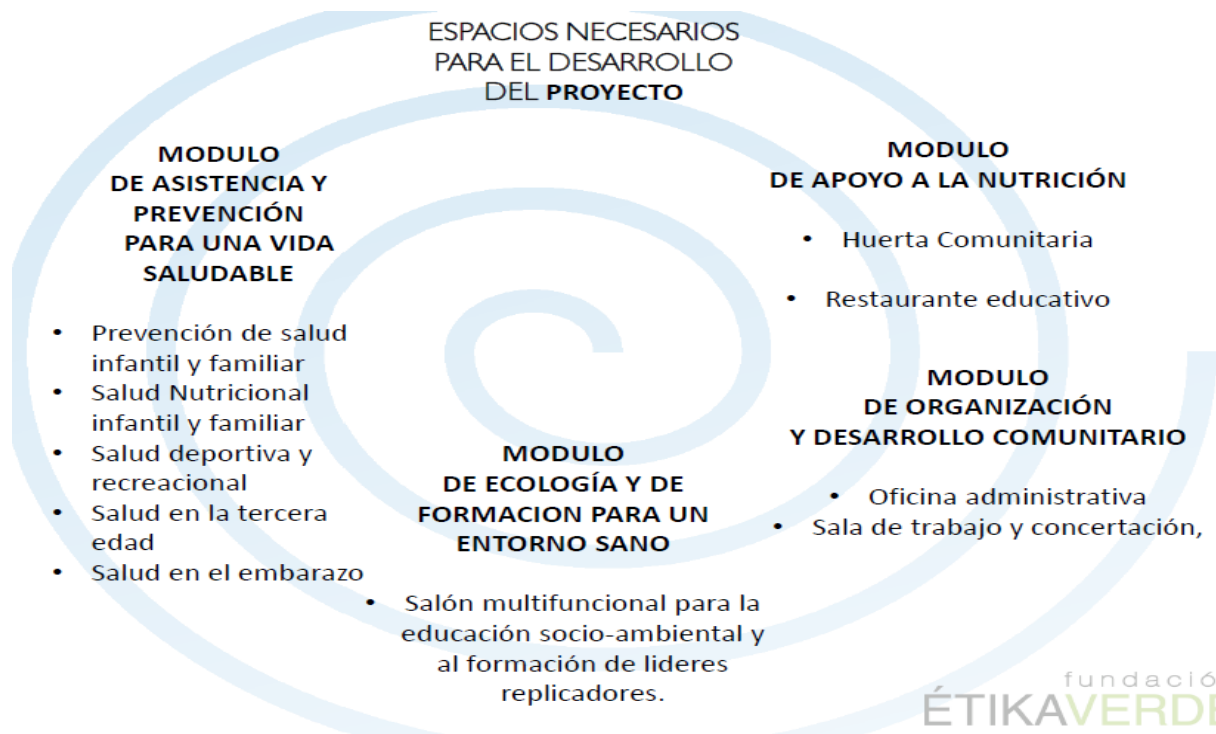 ESPACIOS NECESARIOS
PARA EL DESARROLLO
DEL PROYECTO
MODULO
DE ASISTENCIA Y
PREVENCIÓN
PARA UNA VIDA
SALUDABLE
• Prevención de salud
infantil y familiar
• Salud Nutricional
infantil y familiar
• Salud deportiva y
recreacional
• Salud en la tercera
edad
• Salud en el embarazo
MODULO
DE ECOLOGÍA Y DE
FORMACION PARA UN
ENTORNO SANO
• Salón multifuncional para la
educación socio-ambiental y
al formación de lideres
replicadores.
MODULO
DE APOYO A LA NUTRICIÓN
• Huerta Comunitaria
• Restaurante educativo
MODULO
DE ORGANIZACIÓN
Y DESARROLLO COMUNITARIO
• Oficina administrativa
• Sala de trabajo y concertación,
fundació
ÉTIKAVERDE